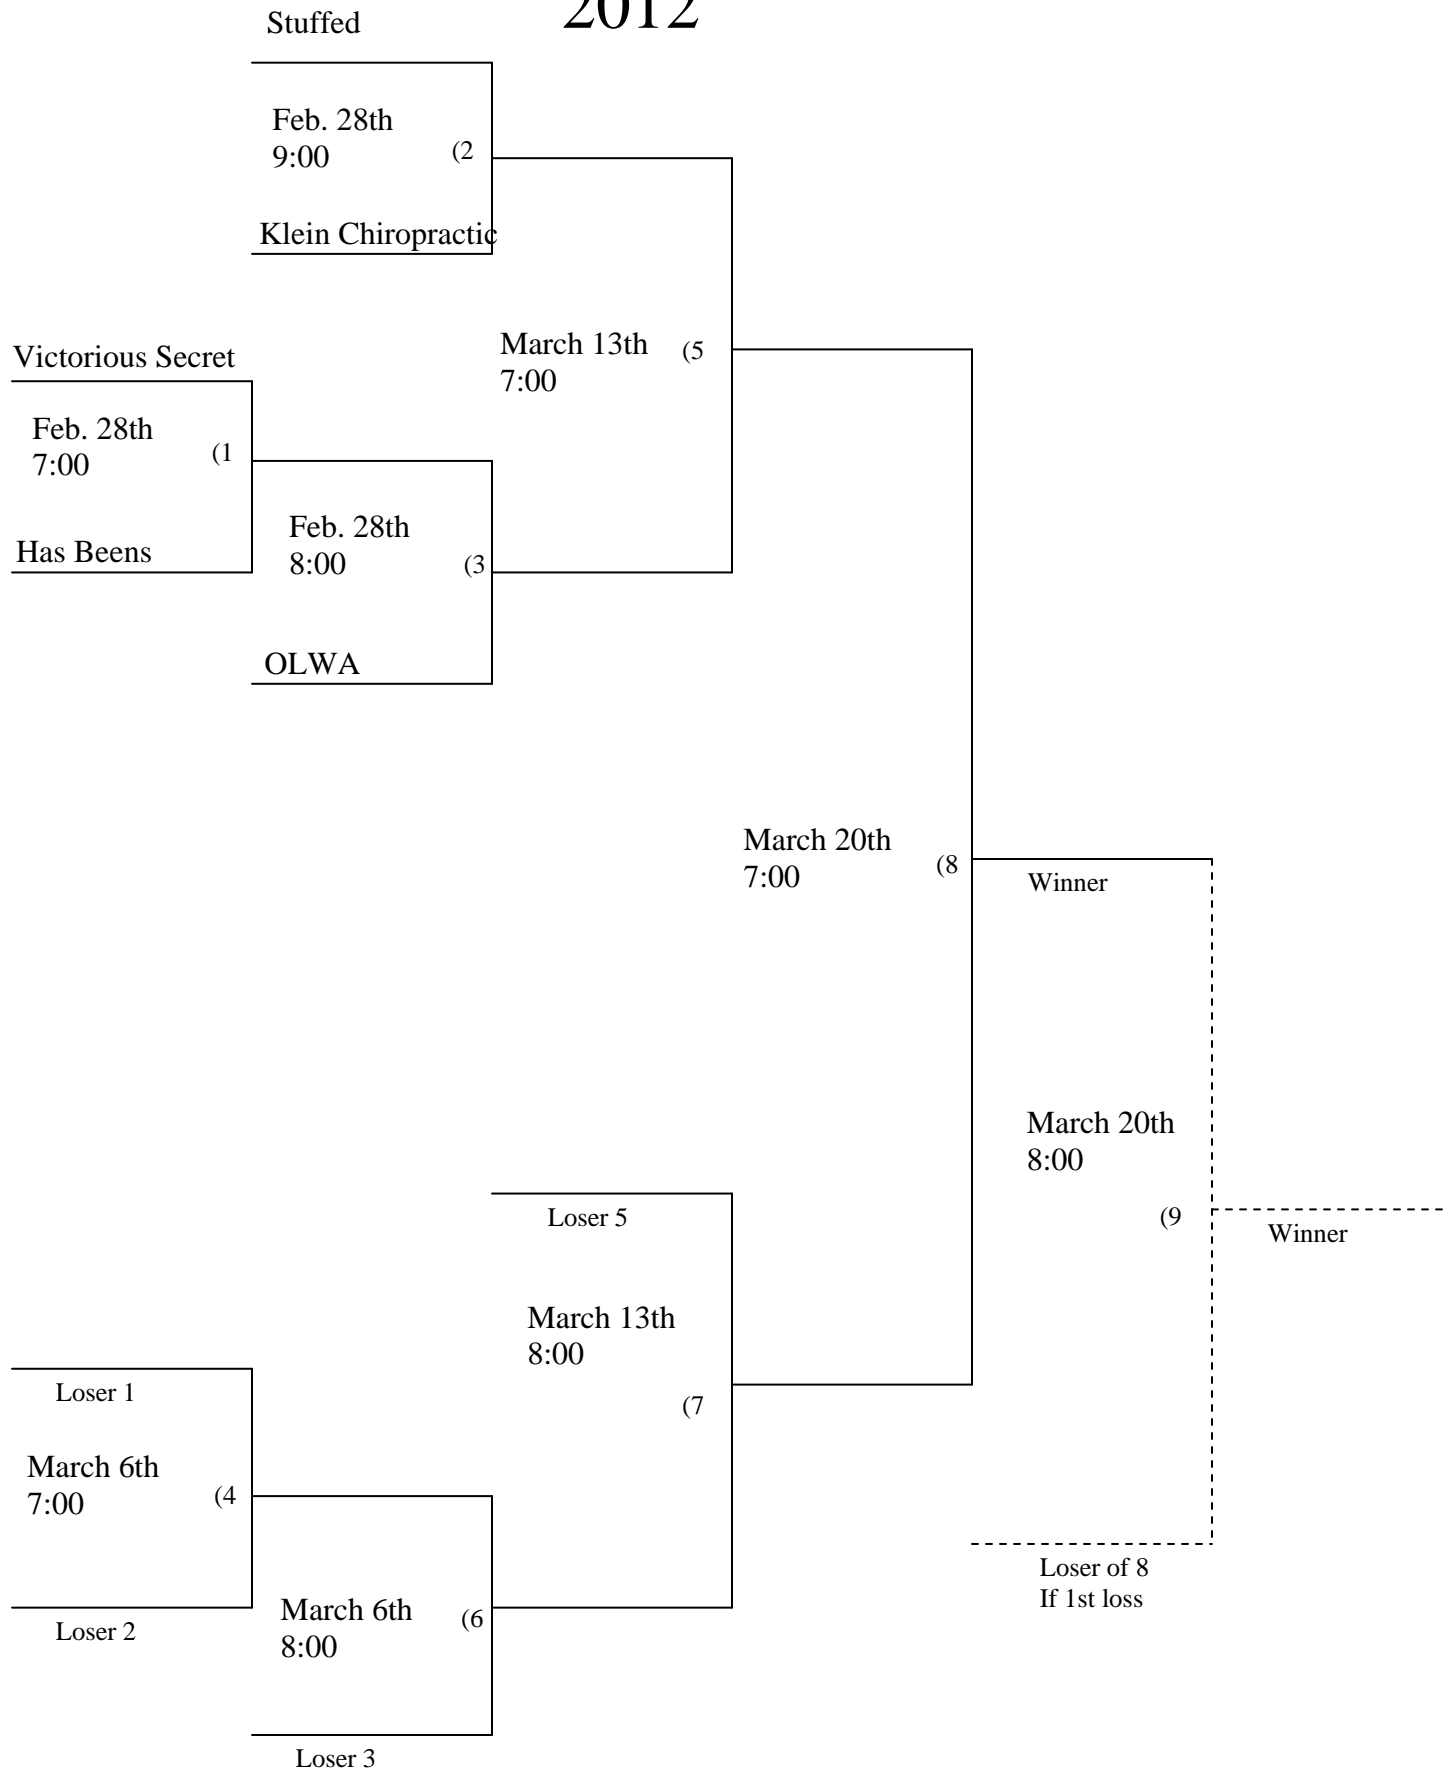 2012
Stuffed
Feb. 28th
9:00
(2
Klein Chiropractic
Victorious Secret
March 13th
7:00
(5
Feb. 28th
7:00
(1
Has Beens
Feb. 28th
8:00
(3
OLWA
March 20th
7:00
(8
Winner
March 20th
8:00
(9
Winner
Loser 5
March 13th
8:00
(7
Loser 1
March 6th
7:00
(4
Loser 2
Loser of 8
If 1st loss
March 6th
8:00
(6
Loser 3